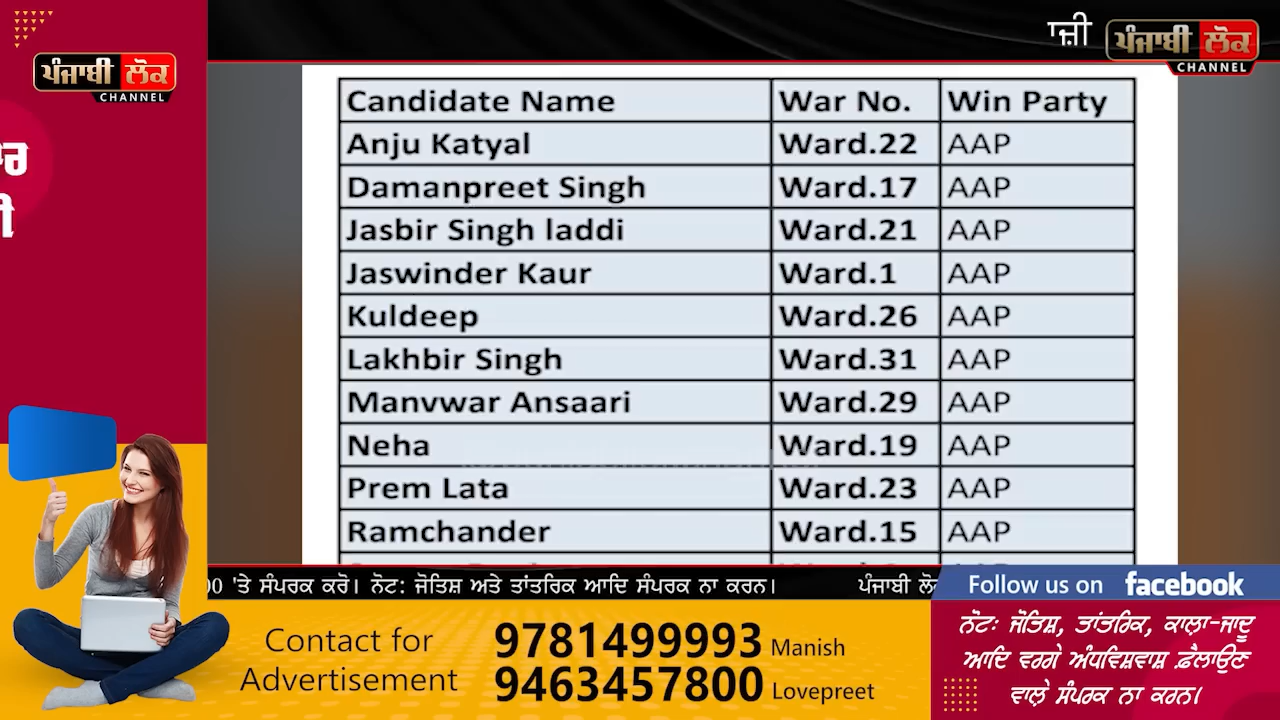 ਪੰਜਾਬੀ ਲੋਕ
CHANNEL
ਾਜ਼ੀ
ਪੰਜਾਬੀ ਲੋਕ
CHANNEL
Candidate Name War No. Win Party
Anju Katyal Ward.22 AAP
Damanpreet Singh Ward.17 AAP
Jasbir Singh laddi Ward.21 AAP
Jaswinder Kaur Ward.1 AAP
Kuldeep Ward.26 AAP
Lakhbir Singh Ward.31 AAP
Manvwar Ansaari Ward.29 AAP
Neha Ward.19 AAP
Prem Lata Ward.23 AAP
Ramchander Ward.15 AAP
00 'ਤੇ ਸੰਪਰਕ ਕਰੋ। ਨੋਟ: ਜੋਤਿਸ਼ ਅਤੇ ਤਾਂਤਰਿਕ ਆਦਿ ਸੰਪਰਕ ਨਾ ਕਰਨ। ਪੰਜਾਬੀ
Follow us on facebook
Contact for
Advertisement
9781499993 Manish
9463457800 Lovepreet
ਨੋਟਃ ਜੋਤਿਸ਼, ਤਾਂਤਰਿਕ, ਕਾਲਾ-ਜਾਦੂ
ਆਦਿ ਵਰਗੇ ਅੰਧਵਿਸ਼ਵਾਸ਼ ਫ਼ੈਲਾਉਣ
ਵਾਲੇ ਸੰਪਰਕ ਨਾ ਕਰਨ।